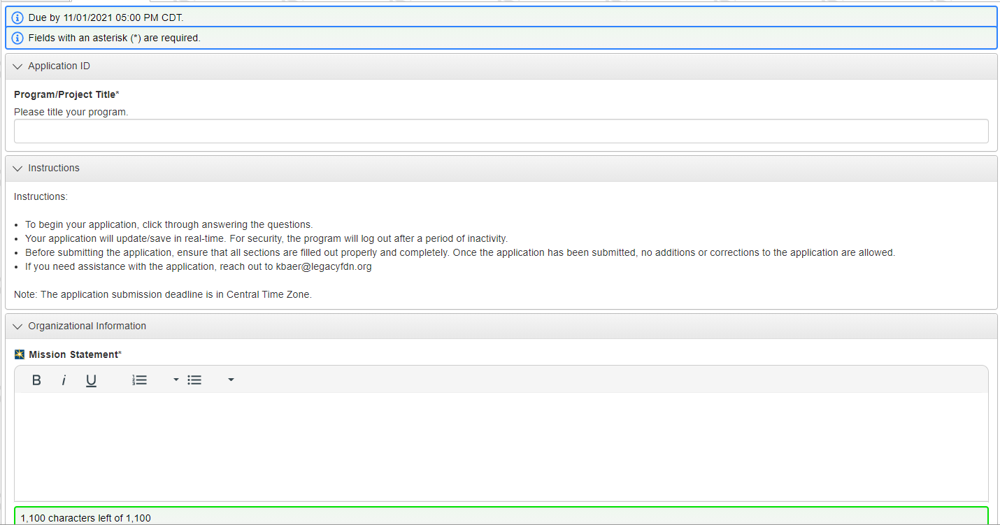 Due by 11/01/2021 05:00 PM CDT.
Fields with an asterisk (*) are required.
Application ID
Program/Project Title*
Please title your program.
Instructions
Instructions:
• To begin your application, click through answering the questions.
• Your application will update/save in real-time. For security, the program will log out after a period of inactivity.
• Before submitting the application, ensure that all sections are filled out properly and completely. Once the application has been submitted, no additions or corrections to the application are allowed.
• If you need assistance with the application, reach out to kbaer@legacyfdn.org
Note: The application submission deadline is in Central Time Zone.
Organizational Information
Mission Statement*
B i U
1,100 characters left of 1,100